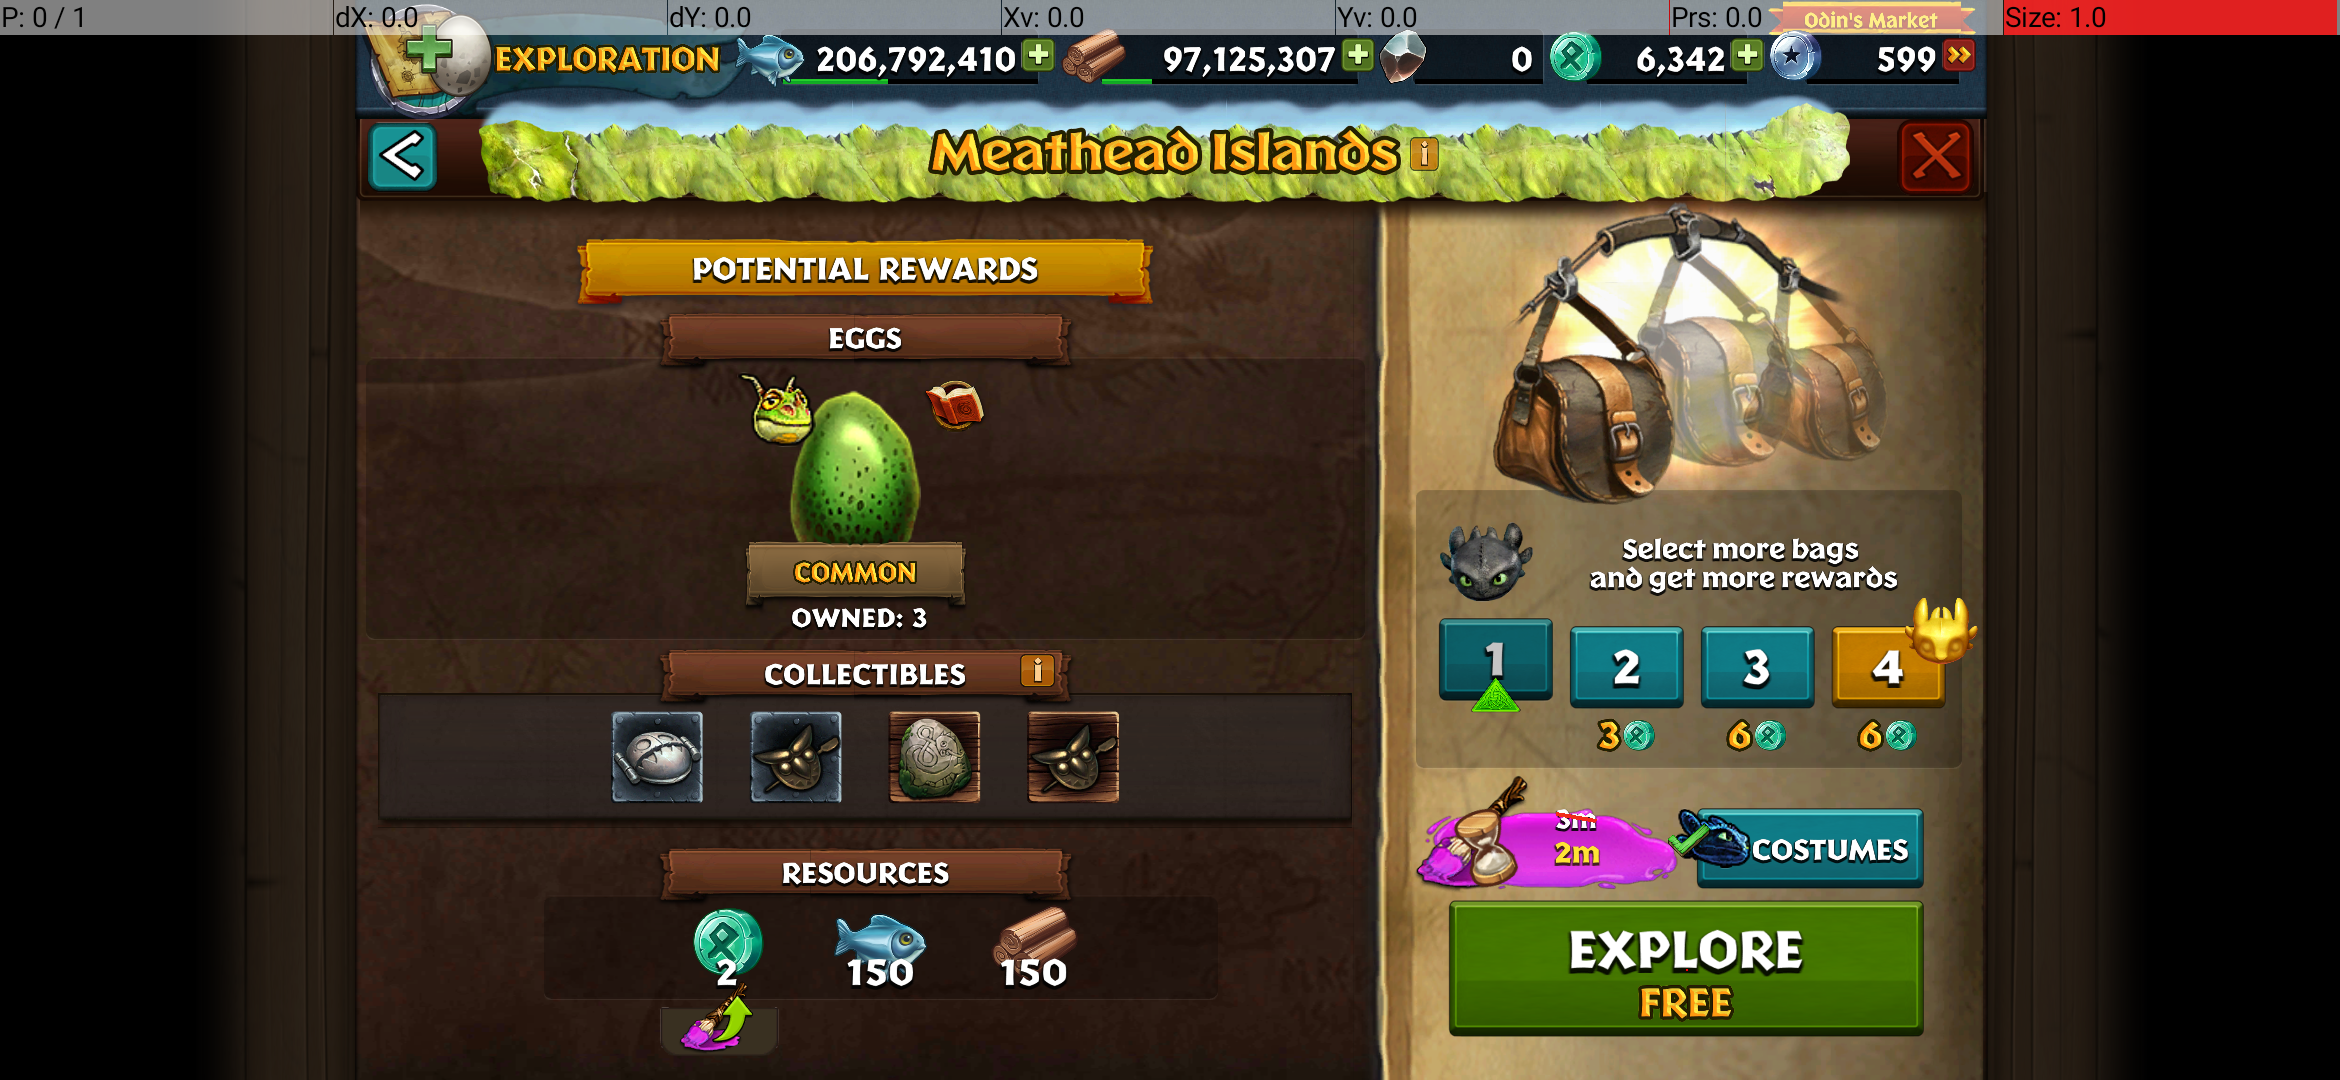 P: 0 / 1
dX: 0.0
dY: 0.0
Xv: 0.0
Yv: 0.0
Prs: 0.0
Size: 1.0
Odin's Market
EXPLORATION
206,792,410
97,125,307
0
6,342
599
Meathead Islands
i
POTENTIAL REWARDS
EGGS
COMMON
OWNED: 3
COLLECTIBLES
i
RESOURCES
2
150
150
Select more bags
and get more rewards
1
2
3
4
3
6
6
3m
2m
COSTUMES
EXPLORE
FREE